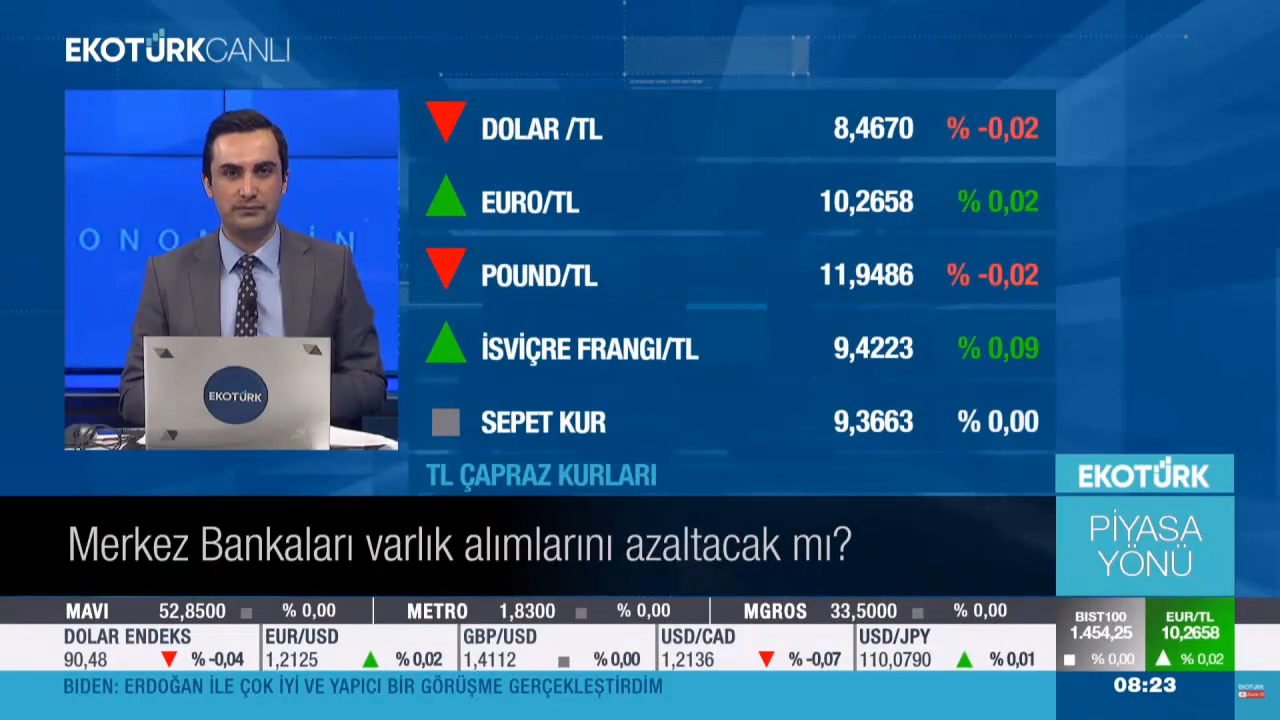 EKOTÜRK CANLI
ONOM
İN
EKOTÜRK
DOLAR /TL 8,4670 % -0,02
EURO/TL 10,2658 % 0,02
POUND/TL 11,9486 % -0,02
İSVİÇRE FRANGI/TL 9,4223 % 0,09
SEPET KUR 9,3663 % 0,00
TL ÇAPRAZ KURLARI
EKOTÜRK
PİYASA
YÖNÜ
Merkez Bankaları varlık alımlarını azaltacak mı?
MAVI 52,8500 % 0,00 METRO 1,8300 % 0,00 MGROS 33,5000 % 0,00
DOLAR ENDEKS EUR/USD GBP/USD USD/CAD USD/JPY
90,48 % -0,04 1,2125 % 0,02 1,4112 % 0,00 1,2136 % -0,07 110,0790 % 0,01
BIST100 EUR/TL
1.454,25 10,2658
% 0,00 % 0,02
BIDEN: ERDOĞAN İLE ÇOK İYİ VE YAPICI BİR GÖRÜŞME GERÇEKLEŞTİRDİM
08:23
EKOTÜRK